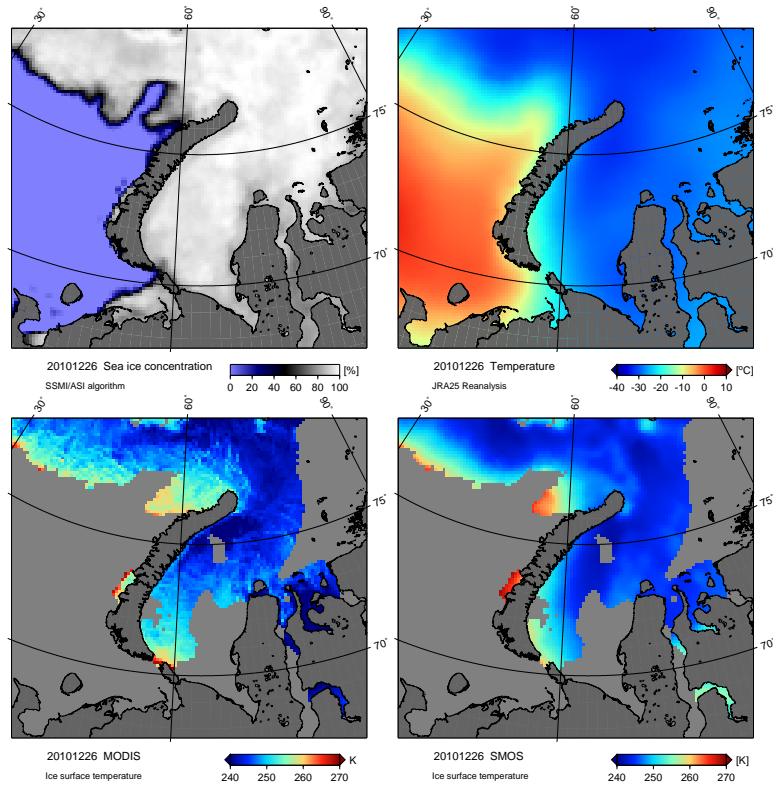 30° 60° 90°
75°
70°
20101226 Sea ice concentration
SSMI/ASI algorithm
[%]
0 20 40 60 80 100
30° 60° 90°
75°
70°
20101226 Temperature
JRA25 Reanalysis
[°C]
-40 -30 -20 -10 0 10
30° 60° 90°
75°
70°
20101226 MODIS
Ice surface temperature
K
240 250 260 270
30° 60° 90°
75°
70°
20101226 SMOS
Ice surface temperature
[K]
240 250 260 270